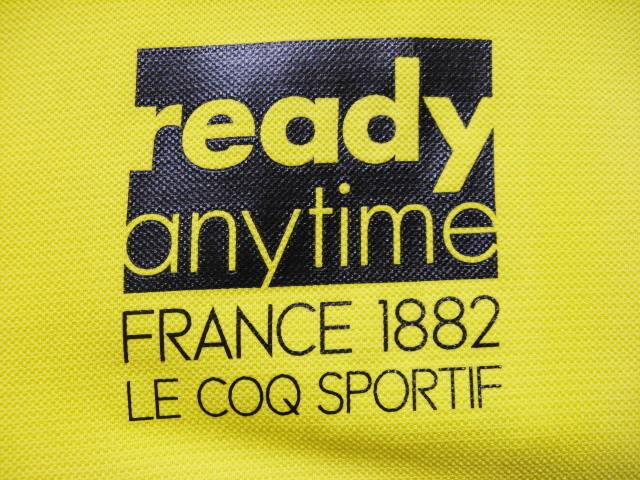 ready
anytime
FRANCE 1882
LE COQ SPORTIF